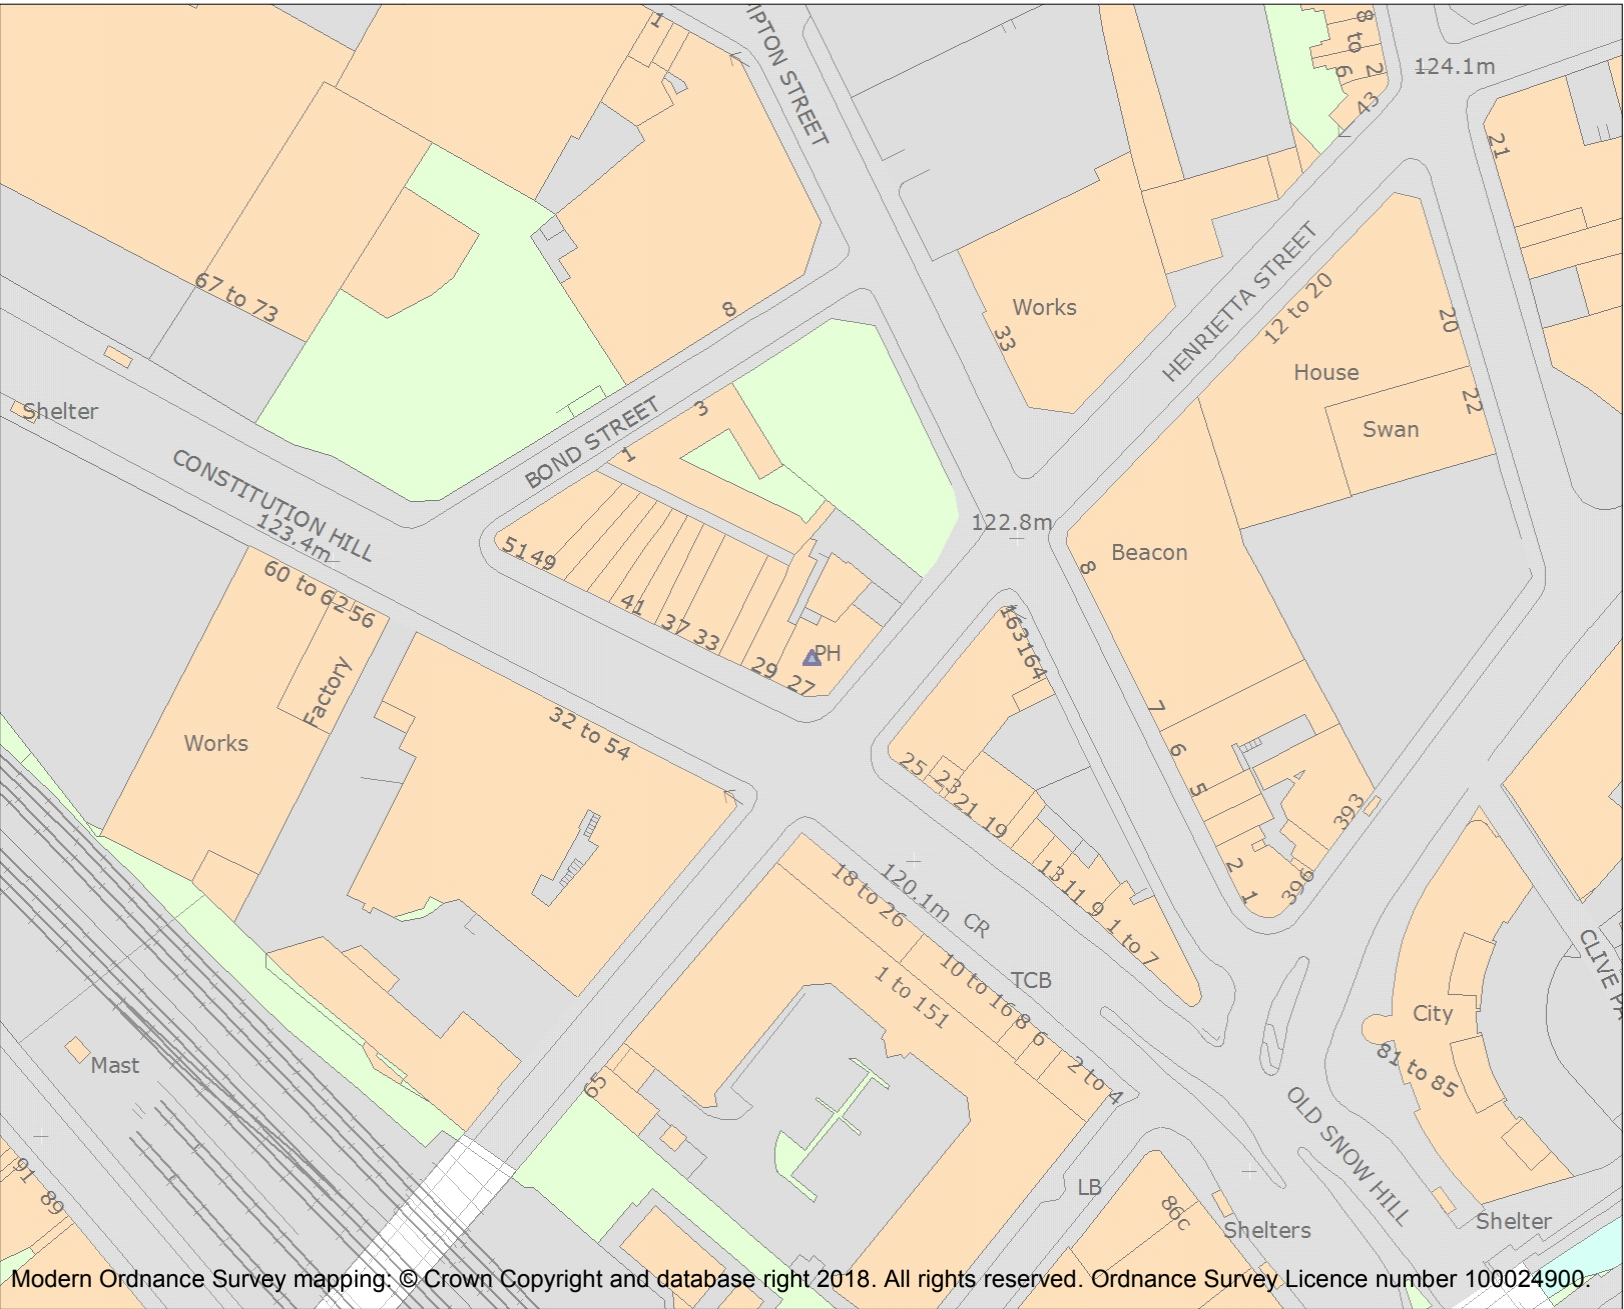 1
IPTON STREET
8 to 2
6
43
124.1m
21
67 to 73
8
Works
33
HENRIETTA STREET
12 to 20
20
House
22
Swan
Shelter
BOND STREET
3
1
CONSTITUTION HILL
123.4m
122.8m
Beacon
8
51 49
60 to 62 56
41
37
33
29
27
PH
163 164
Factory
Works
32 to 54
7
6
5
25
23
21
19
393
13
11
9
1 to 7
2
1
396
18 to 26
120.1m
CR
TCB
10 to 16
8
6
2 to 4
1 to 151
CLIVE PA
City
81 to 85
Mast
65
OLD SNOW HILL
91
89
LB
86c
Shelters
Shelter
Modern Ordnance Survey mapping: © Crown Copyright and database right 2018. All rights reserved. Ordnance Survey Licence number 100024900.